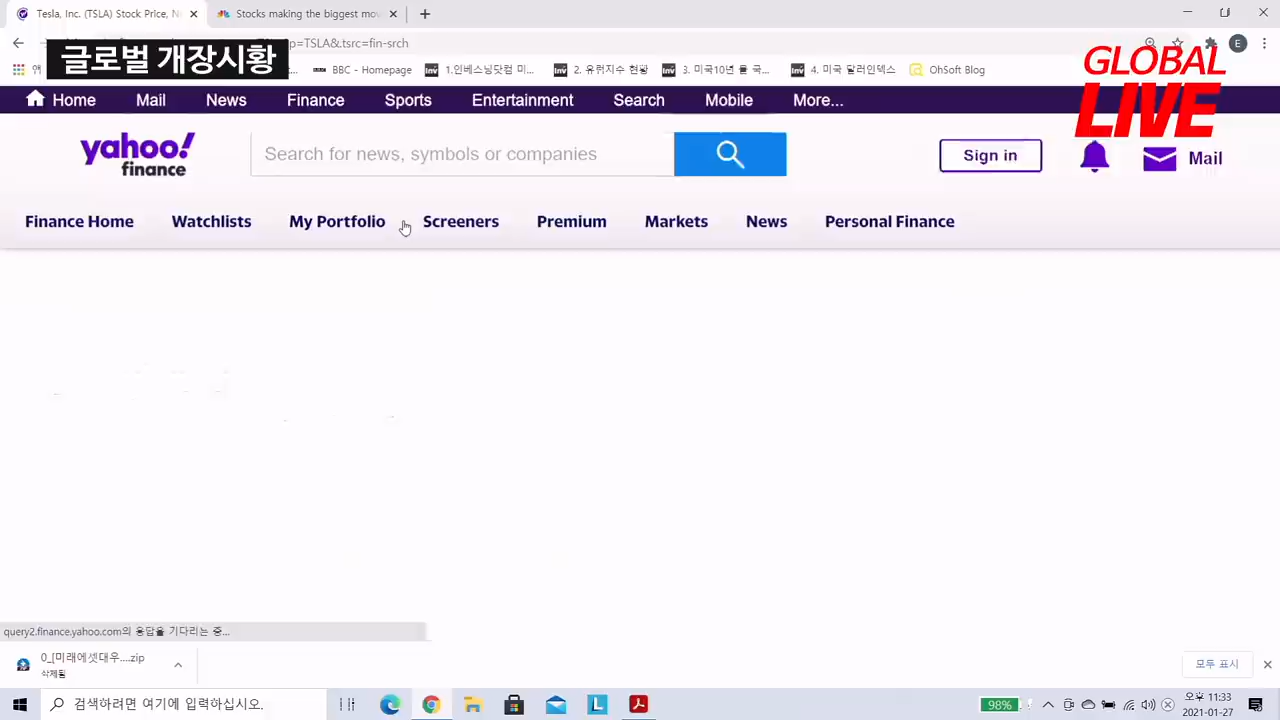 Tesla, Inc. (TSLA) Stock Price, N
Stocks making the biggest mo
글로벌 개장시황
p=TSLA&.tsrc=fin-srch
E
BBC - Homepage
1.인베스닝닷컴 미...
2. 유럽지수 현황
3. 미국10년 물 국...
4. 미국 달러인덱스
OhSoft Blog
GLOBAL
LIVE
Home
Mail
News
Finance
Sports
Entertainment
Search
Mobile
More...
yahoo!
finance
Search for news, symbols or companies
Sign in
Mail
Finance Home
Watchlists
My Portfolio
Screeners
Premium
Markets
News
Personal Finance
query2.finance.yahoo.com의 응답을 기다리는 중...
0_[미래에셋대우....zip
삭제됨
모두 표시
검색하려면 여기에 입력하십시오.
98%
오후 11:33
2021-01-27